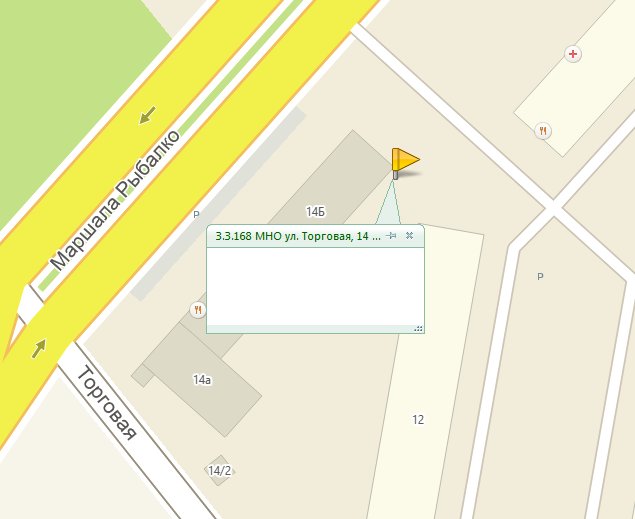 Маршала Рыбалко
P
14Б
3.3.168 МНО ул. Торговая, 14 ...
P
14а
Торговая
12
14/2